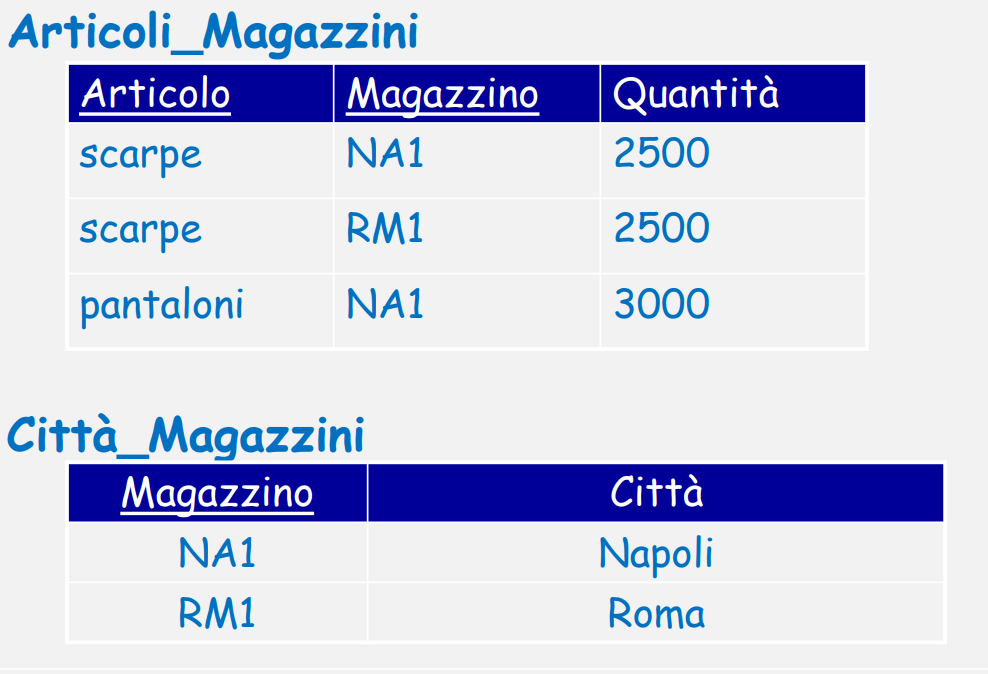 Articoli_Magazzini
Articolo Magazzino Quantità
scarpe NA1 2500
scarpe RM1 2500
pantaloni NA1 3000
Città_Magazzini
Magazzino Città
NA1 Napoli
RM1 Roma